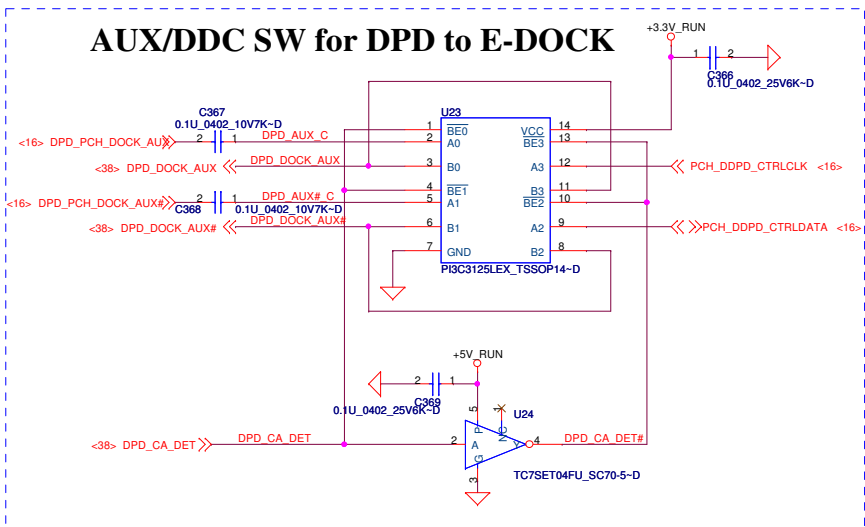 AUX/DDC SW for DPD to E-DOCK
+3.3V_RUN
1 2
C366
0.1U_0402_25V6K~D
U23
C367
0.1U_0402_10V7K~D
<16> DPD_PCH_DOCK_AUX 2 1 DPD_AUX_C
1 BE0 VCC 14
2 A0 BE3 13
<38> DPD_DOCK_AUX DPD_DOCK_AUX 3 B0 A3 12 PCH_DDPD_CTRLCLK <16>
4 BE1 B3 11
<16> DPD_PCH_DOCK_AUX# 2 1 DPD_AUX#_C 5 A1 BE2 10
C368 0.1U_0402_10V7K~D
<38> DPD_DOCK_AUX# DPD_DOCK_AUX# 6 B1 A2 9 PCH_DDPD_CTRLDATA <16>
7 GND B2 8
PI3C3125LEX_TSSOP14~D
+5V_RUN
2 1
C369
0.1U_0402_25V6K~D
U24
5 P NC 1
<38> DPD_CA_DET DPD_CA_DET 2 A Y 4 DPD_CA_DET#
G 3
TC7SET04FU_SC70-5~D